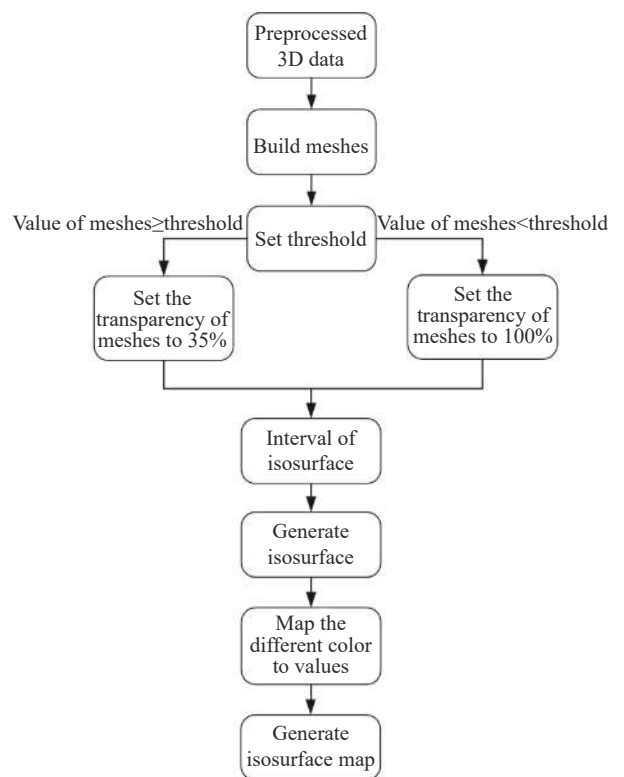 Preprocessed
3D data
Build meshes
Value of meshes≥threshold
Value of meshes<threshold
Set threshold
Set the
transparency of
meshes to 35%
Set the
transparency of
meshes to 100%
Interval of
isosurface
Generate
isosurface
Map the
different color
to values
Generate
isosurface map